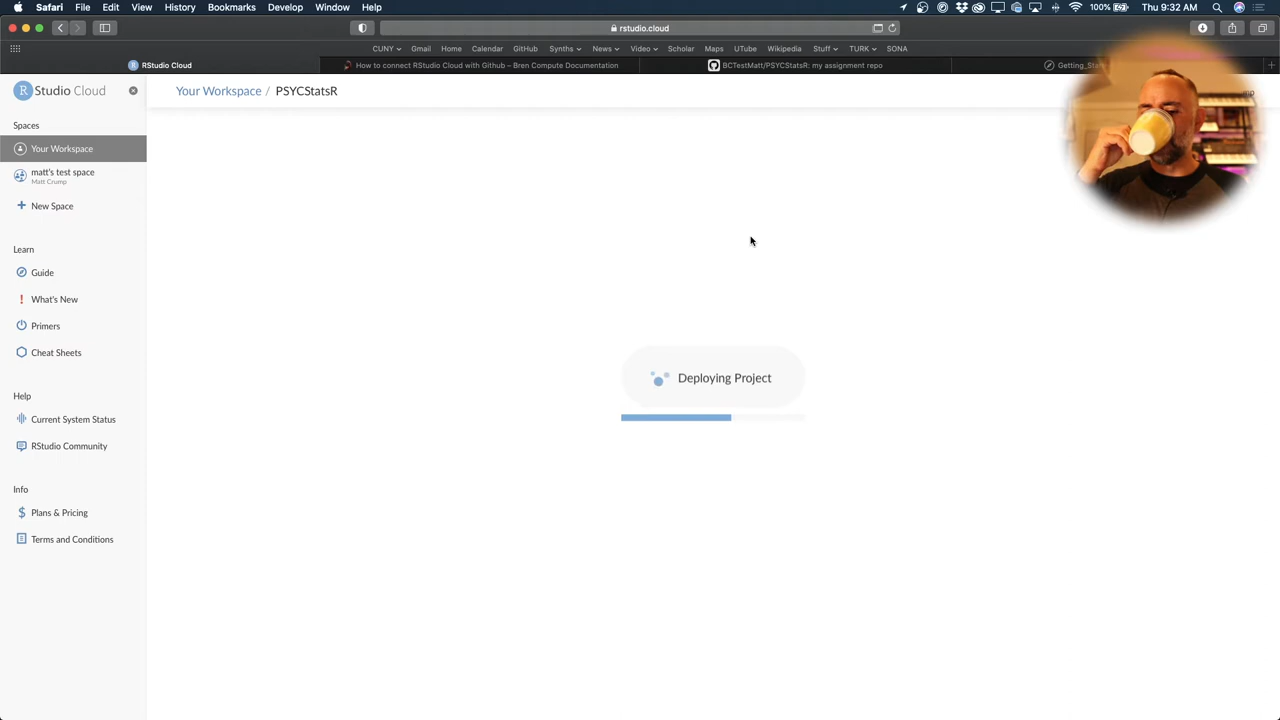 Safari File Edit View History Bookmarks Develop Window Help 100% Thu 9:32 AM
rstudio.cloud
CUNY Gmail Home Calendar GitHub Synths News Video Scholar Maps UTube Wikipedia Stuff TURK SONA
RStudio Cloud
How to connect RStudio Cloud with Github – Bren Compute Documentation
BCTestMatt/PSYCStatsR: my assignment repo
R Studio Cloud
Your Workspace / PSYCStatsR
Spaces
Your Workspace
matt's test space
Matt Crump
New Space
Learn
Guide
What's New
Primers
Cheat Sheets
Help
Current System Status
RStudio Community
Info
Plans & Pricing
Terms and Conditions
Deploying Project